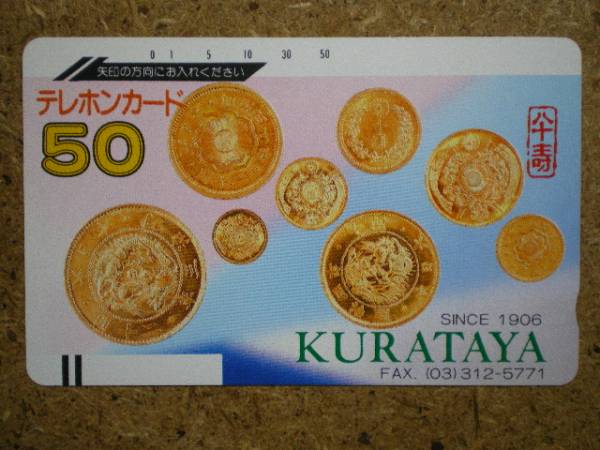 0 1 5 10 30 50
矢印の方向にお入れください
テレホンカード
50
SINCE 1906
KURATAYA
FAX. (03) 312-5771